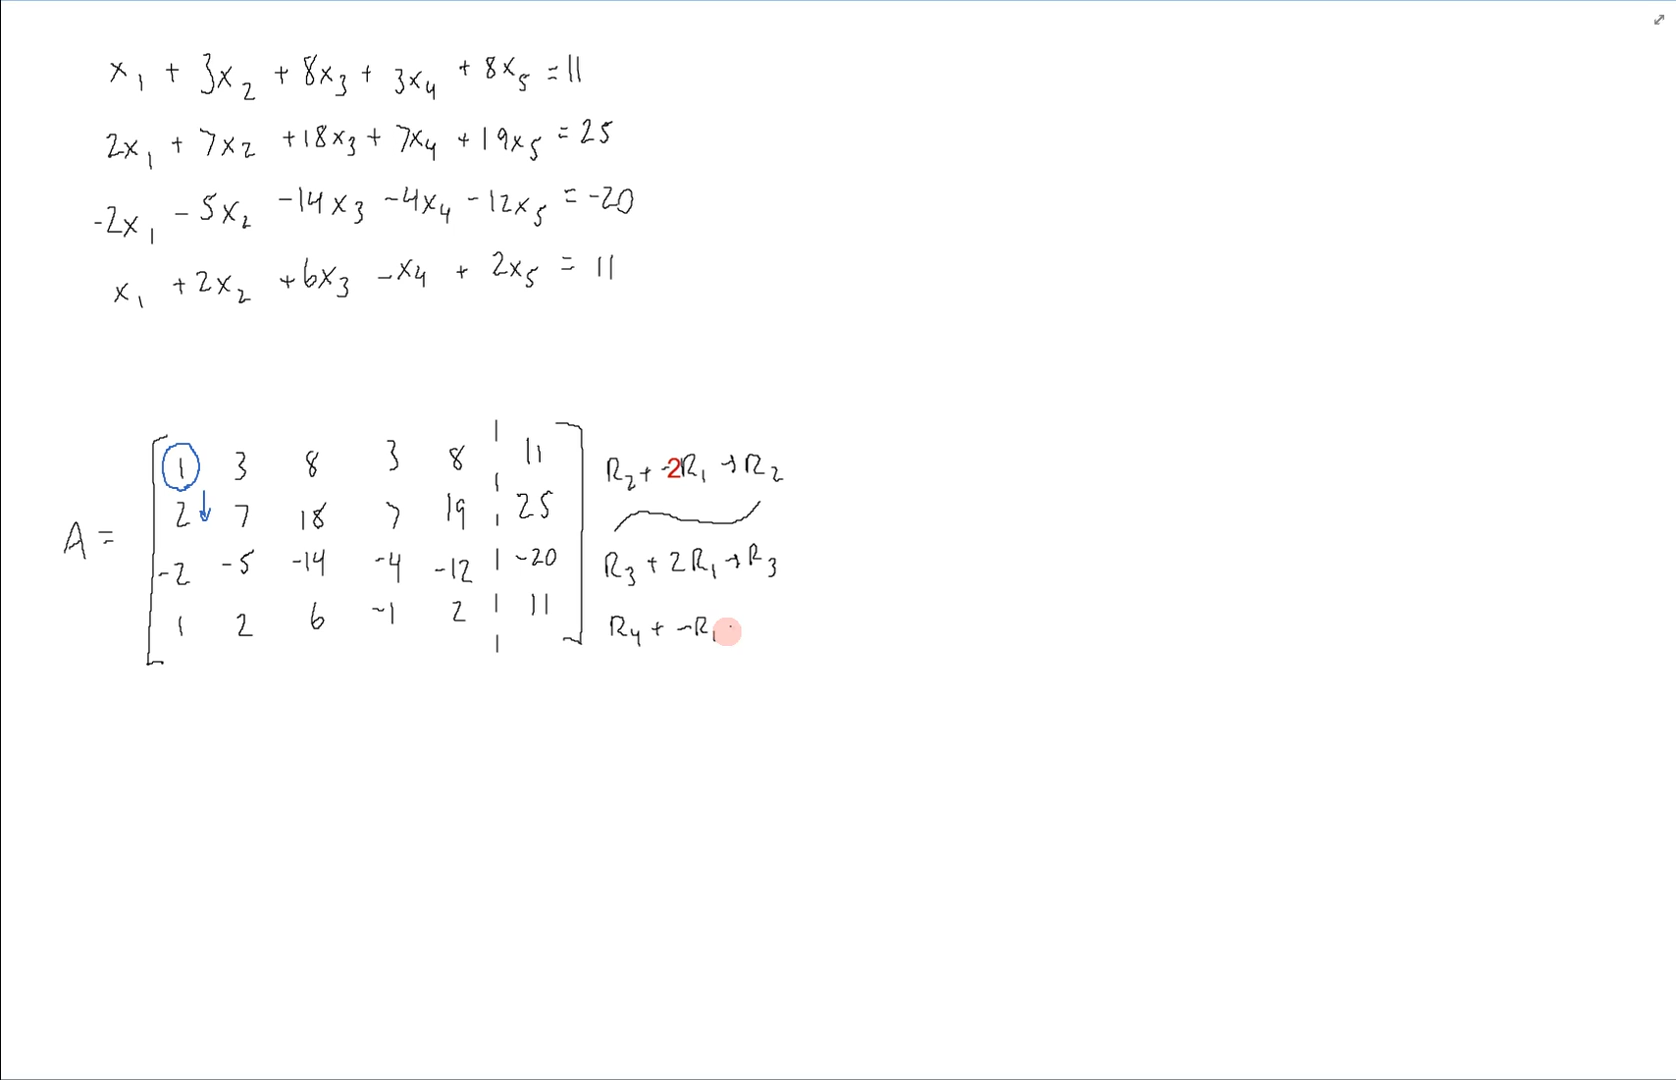 x₁ + 3x₂ + 8x₃ + 3x₄ + 8x₅ = 11
2x₁ + 7x₂ + 18x₃ + 7x₄ + 19x₅ = 25
-2x₁ - 5x₂ - 14x₃ - 4x₄ - 12x₅ = -20
x₁ + 2x₂ + 6x₃ - x₄ + 2x₅ = 11
1 3 8 3 8 | 11 R₂ + -2R₁ → R₂
A = 2 7 18 7 19 | 25
-2 -5 -14 -4 -12 | -20 R₃ + 2R₁ → R₃
1 2 6 -1 2 | 11 R₄ + -R₁